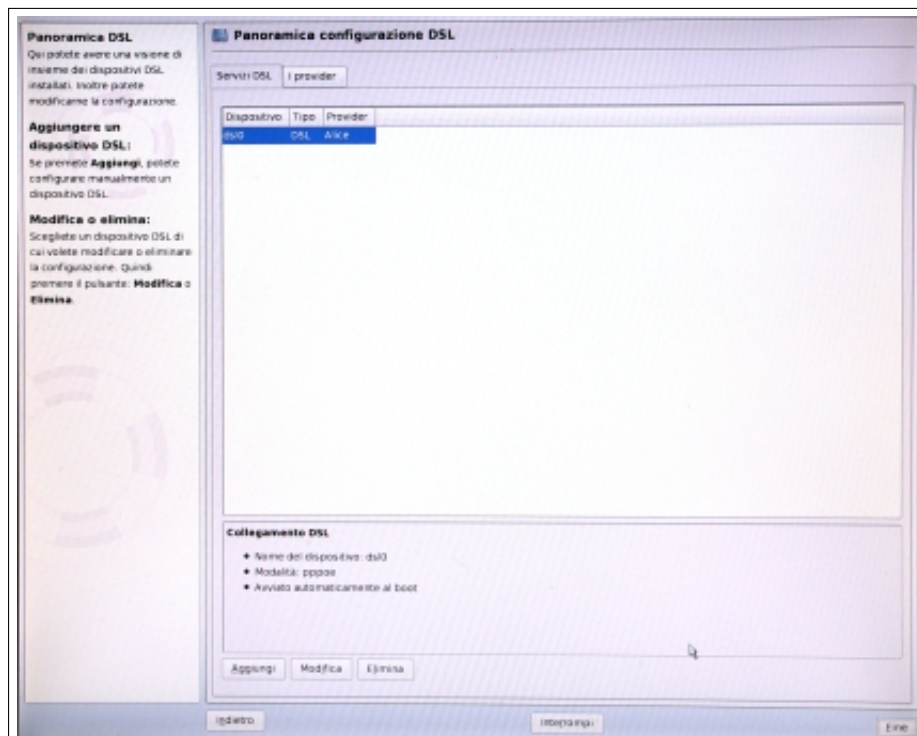 Panoramica DSL
Qui potete avere una visione di
insieme dei dispositivi DSL
installati. Inoltre potete
modificarne la configurazione.
Aggiungere un
dispositivo DSL:
Se premete Aggiungi, potete
configurare manualmente un
dispositivo DSL.
Modifica o elimina:
Scegliete un dispositivo DSL di
cui volete modificare o eliminare
la configurazione. Quindi
premere il pulsante: Modifica o
Elimina.
Panoramica configurazione DSL
Servizi DSL I provider
Dispositivo Tipo Provider
dsl0 DSL Alice
Collegamento DSL
Nome del dispositivo: dsl0
Modalità: pppoe
Avviato automaticamente al boot
Aggiungi Modifica Elimina
Indietro Interrompi Fine